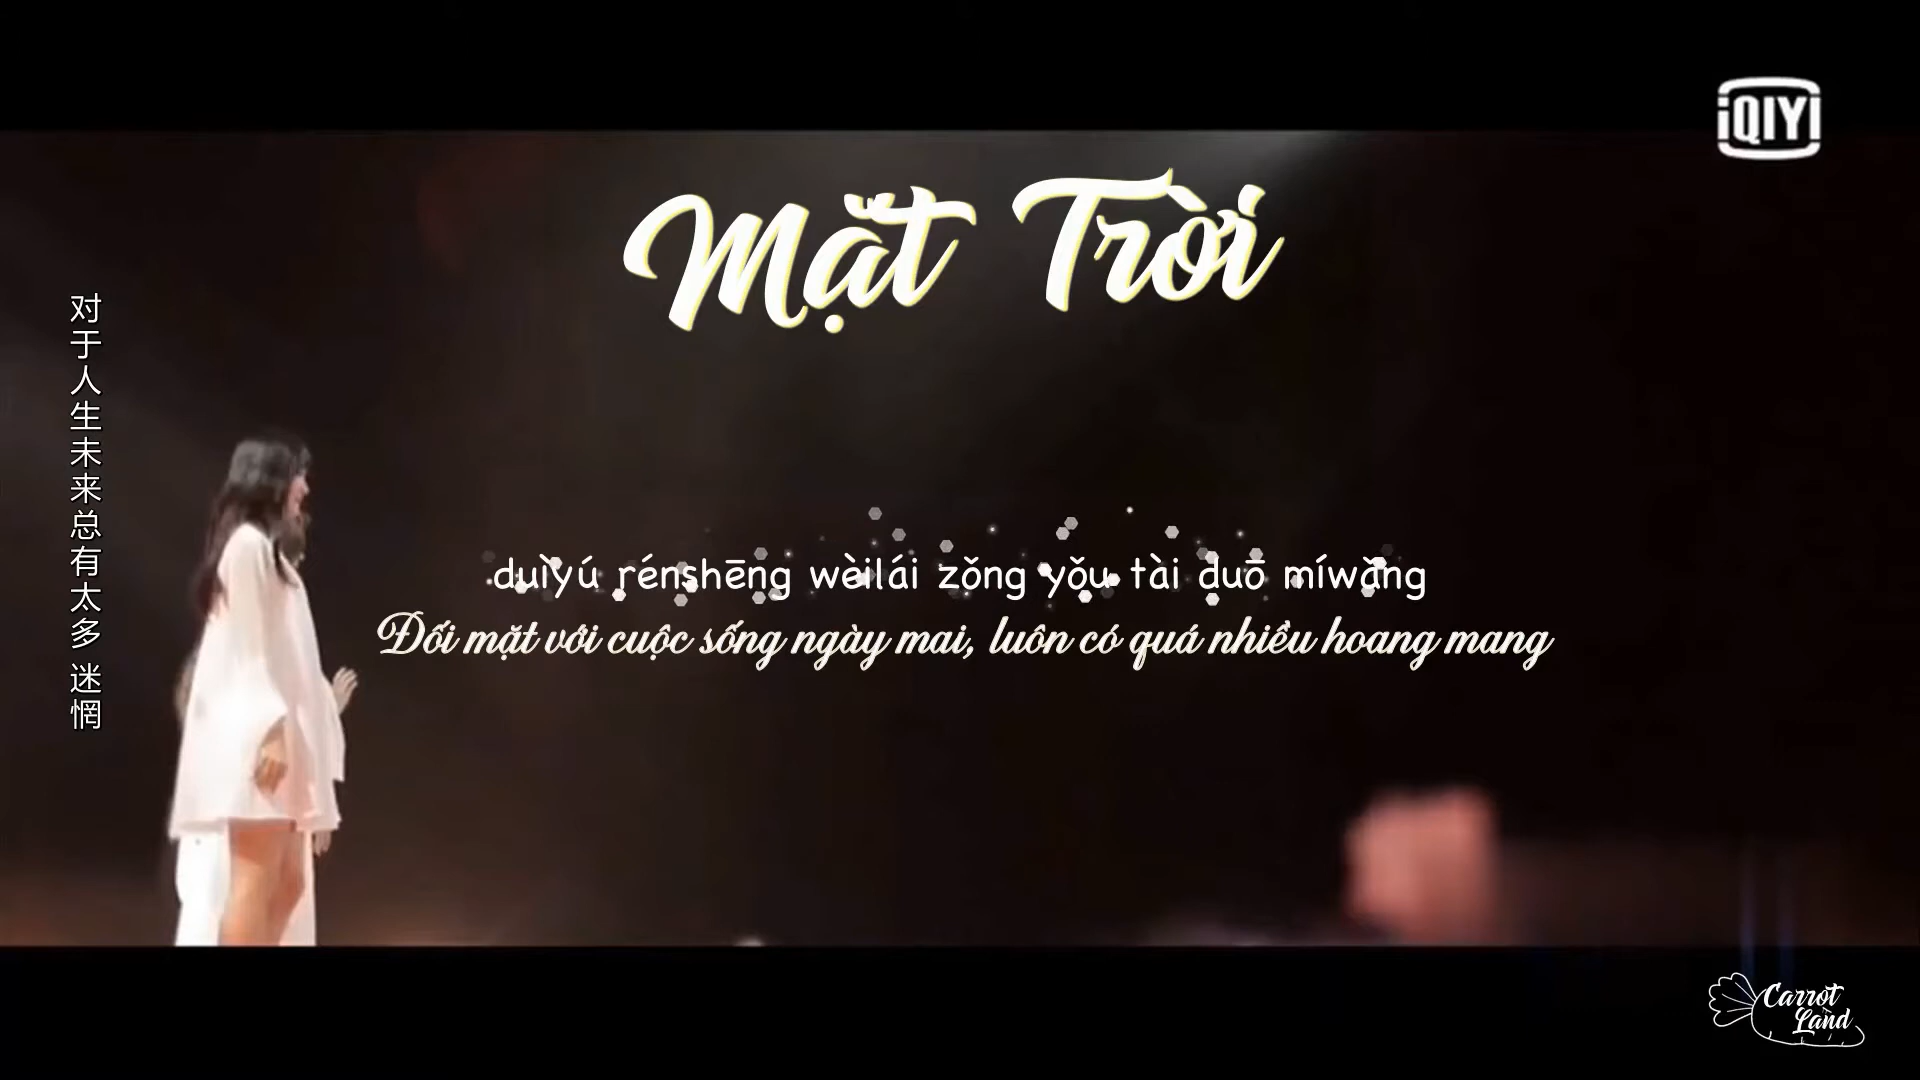 iQIYI
Mặt Trời
对于人生未来总有太多 迷惘
duìyú rénshēng wèilái zǒng yǒu tài duō míwǎng
Đối mặt với cuộc sống ngày mai, luôn có quá nhiều hoang mang
Carrot
Land